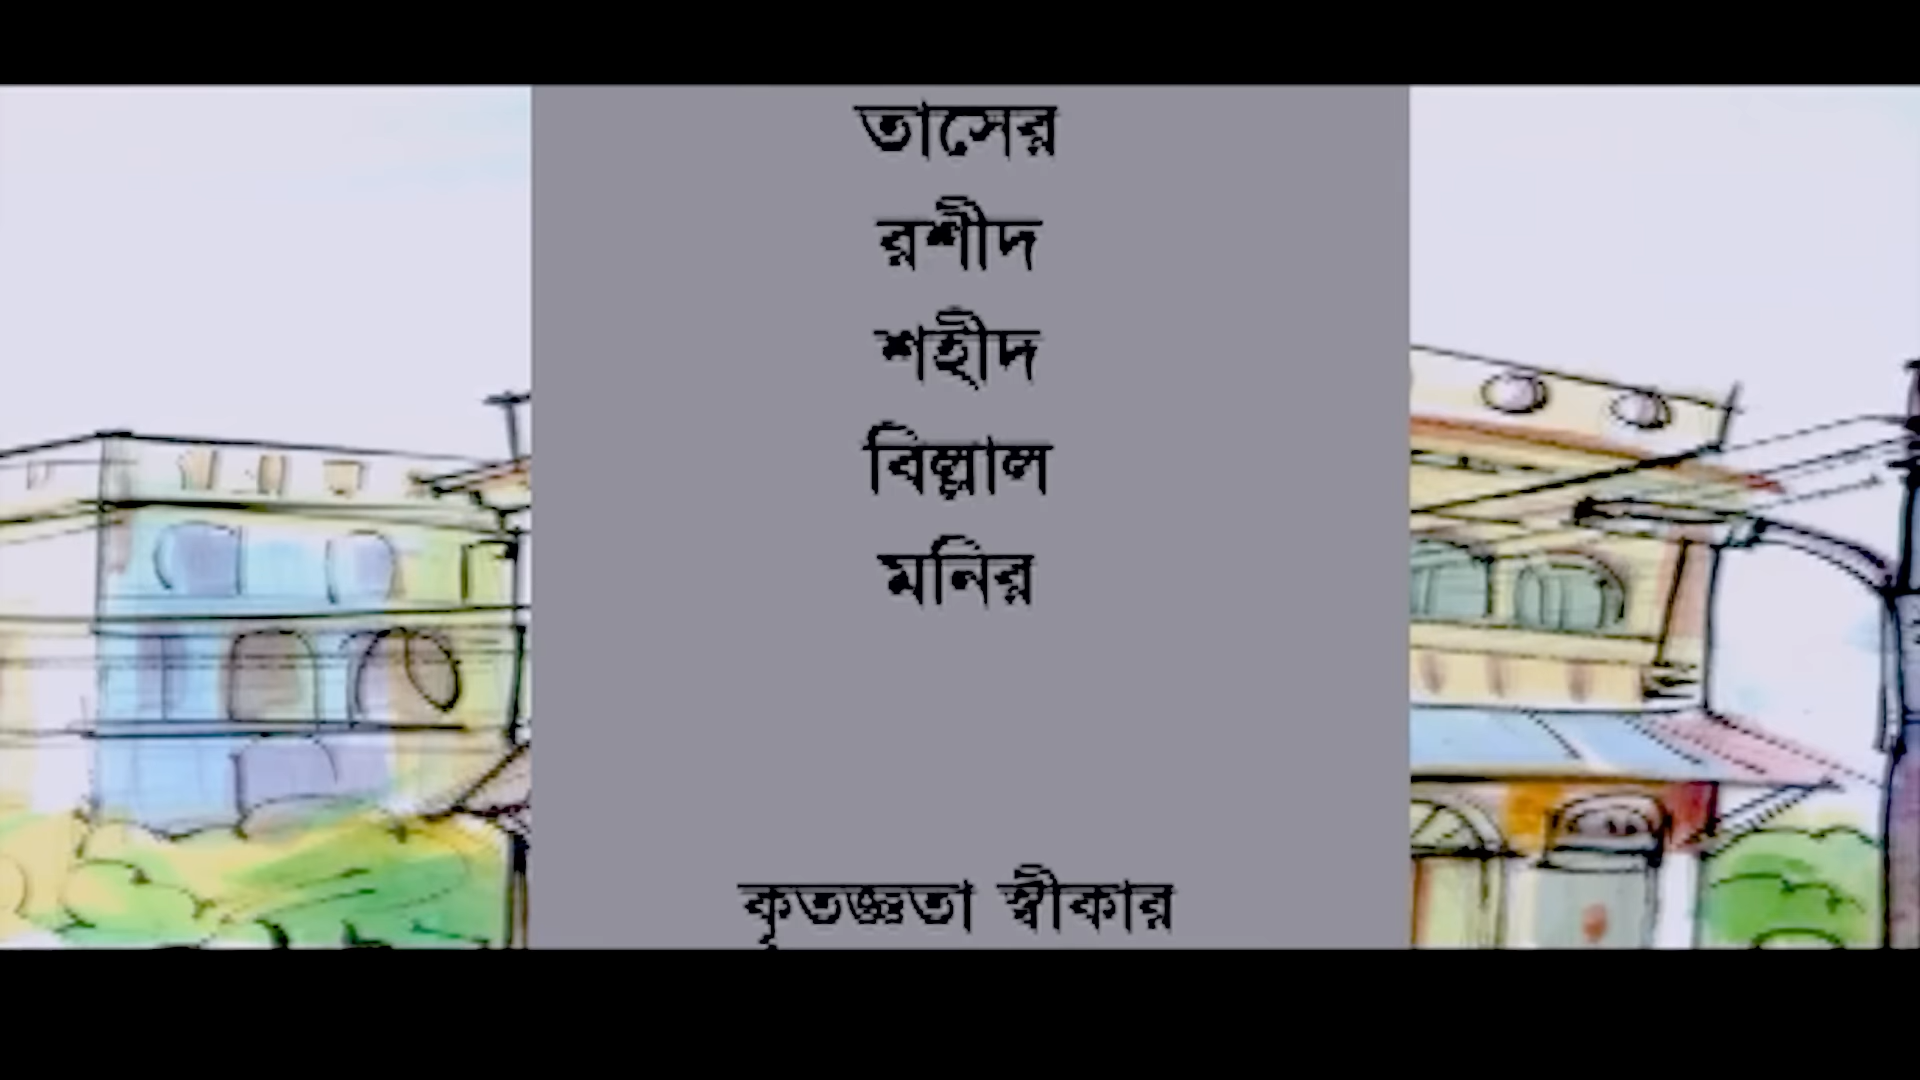 তাসের
রশীদ
শহীদ
বিল্লাল
মনির
কৃতজ্ঞতা স্বীকার